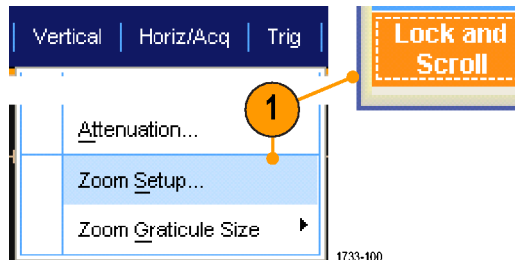 Vertical | Horiz/Acq | Trig |
Lock and
Scroll
1
Attenuation...
Zoom Setup...
Zoom Graticule Size
1733-100